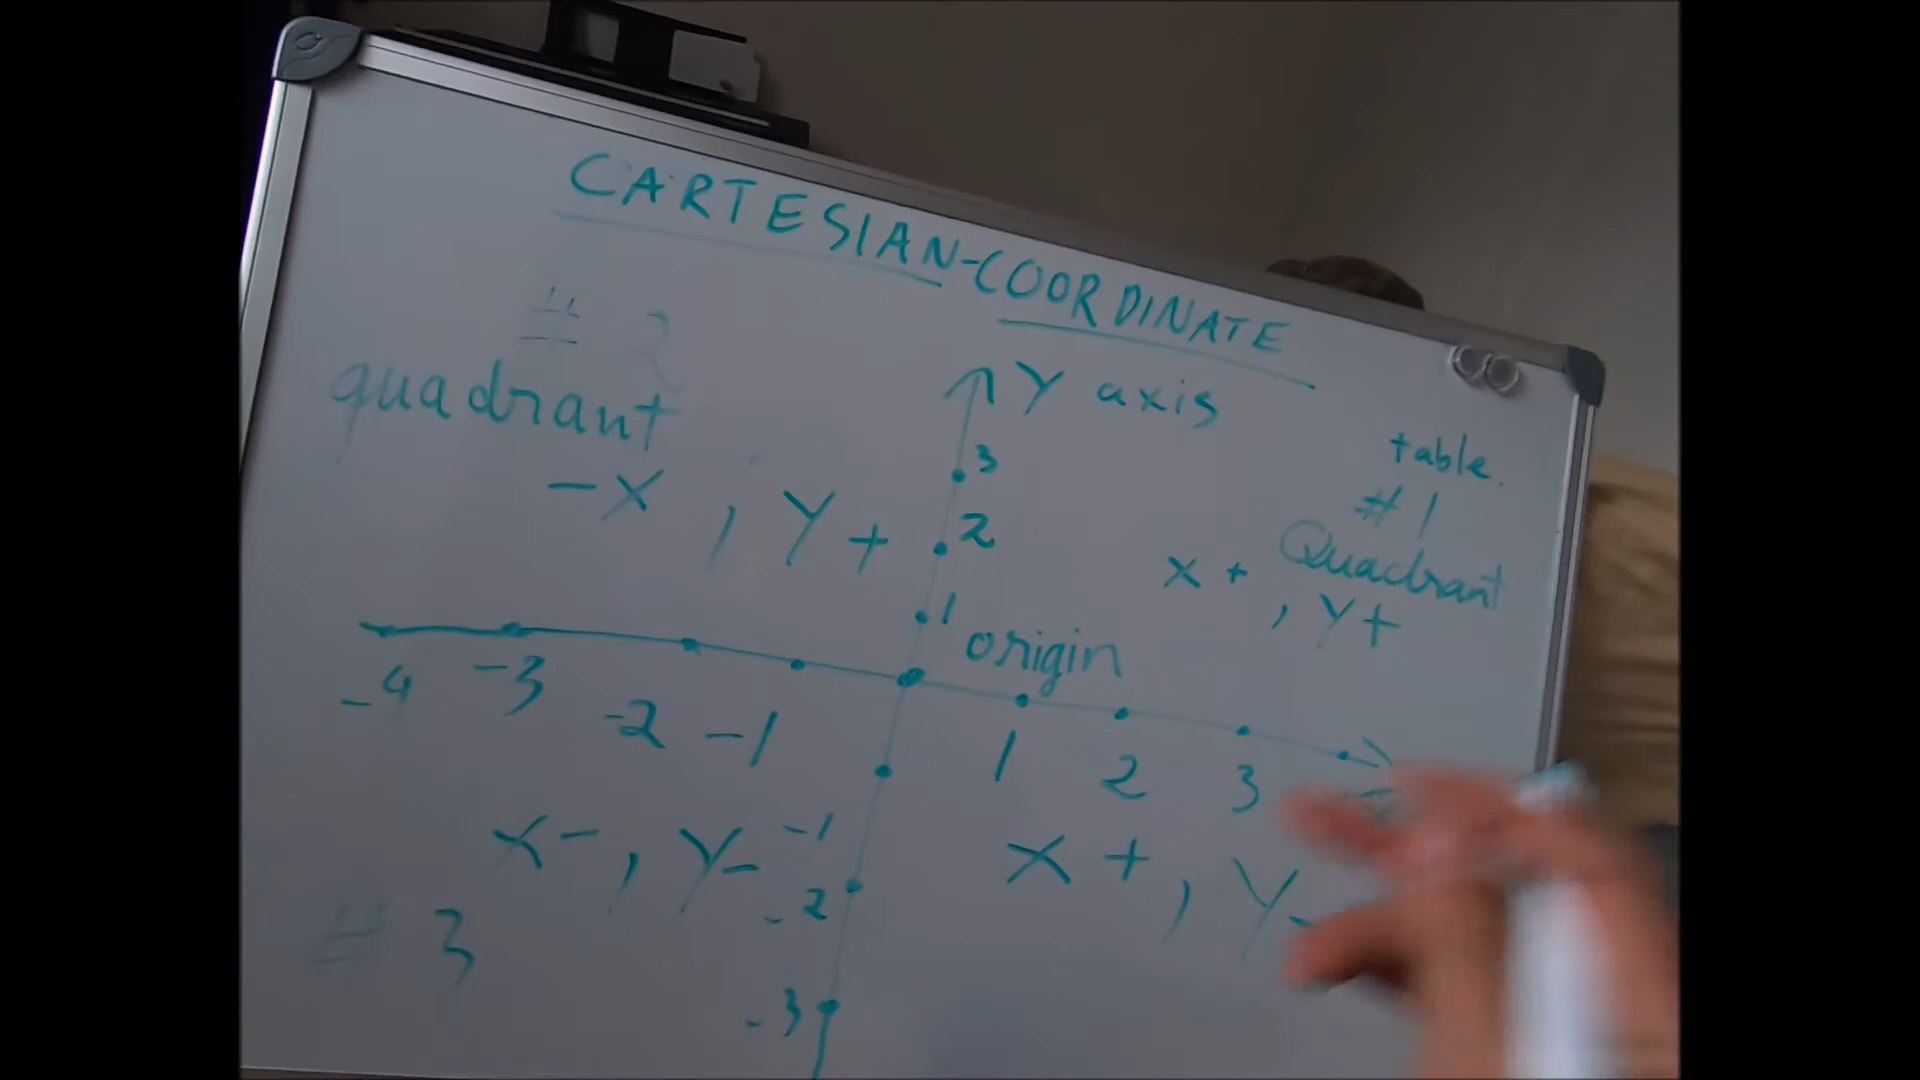 CARTESIAN-COORDINATE
# 2
quadrant
-X , Y+
Y axis
table.
# 1
Quadrant
X + , Y+
3
2
1
origin
-4 -3 -2 -1 1 2 3
X- , Y-
-1
-2
-3
# 3
X + , Y-